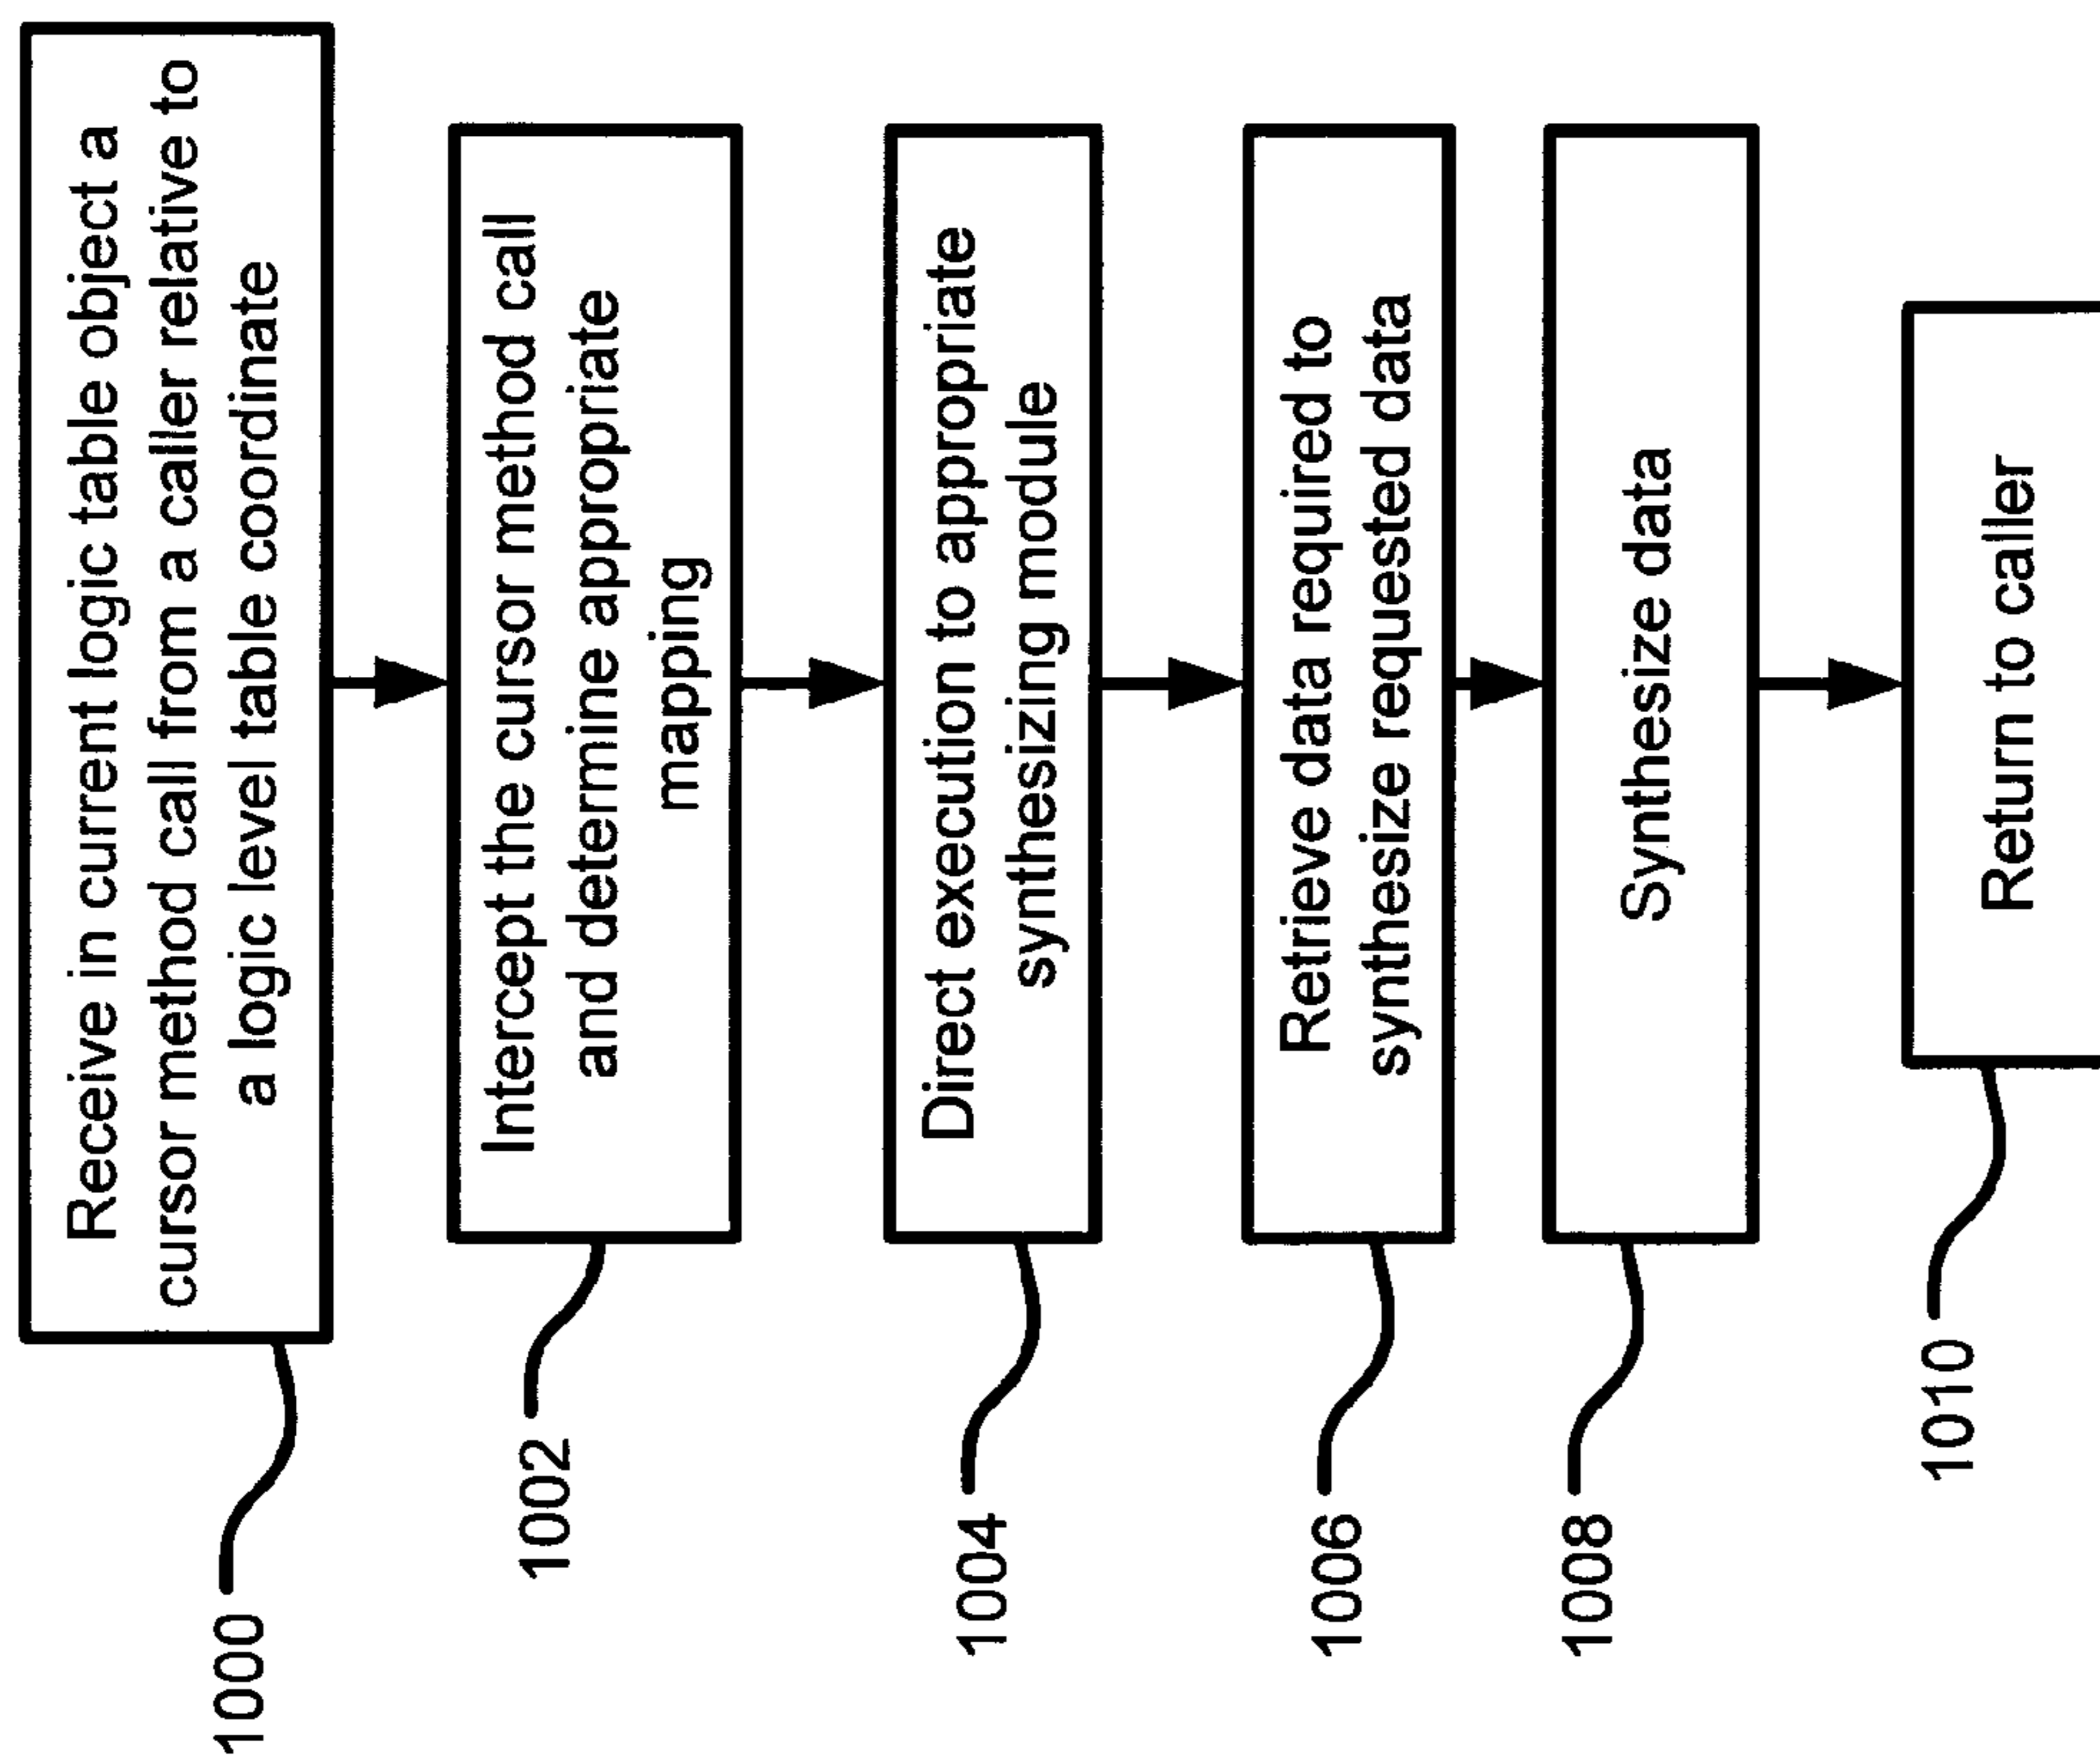 Receive in current logic table object a
cursor method call from a caller relative to
a logic level table coordinate
1000
Intercept the cursor method call
and determine appropriate
mapping
1002
Direct execution to appropriate
synthesizing module
1004
Retrieve data required to
synthesize requested data
1006
Synthesize data
1008
Return to caller
1010